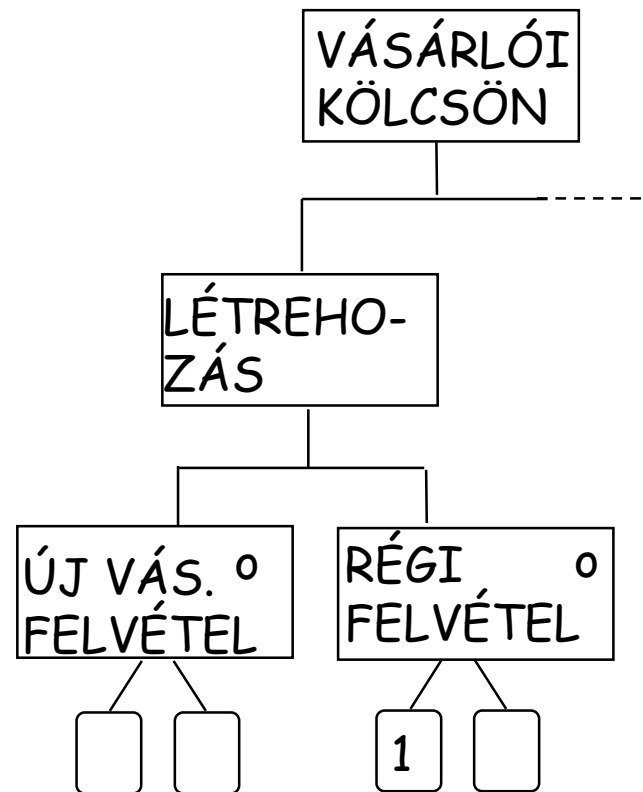 VÁSÁRLÓI
KÖLCSÖN
LÉTREHO-
ZÁS
ÚJ VÁS. o
FELVÉTEL
RÉGI o
FELVÉTEL
1